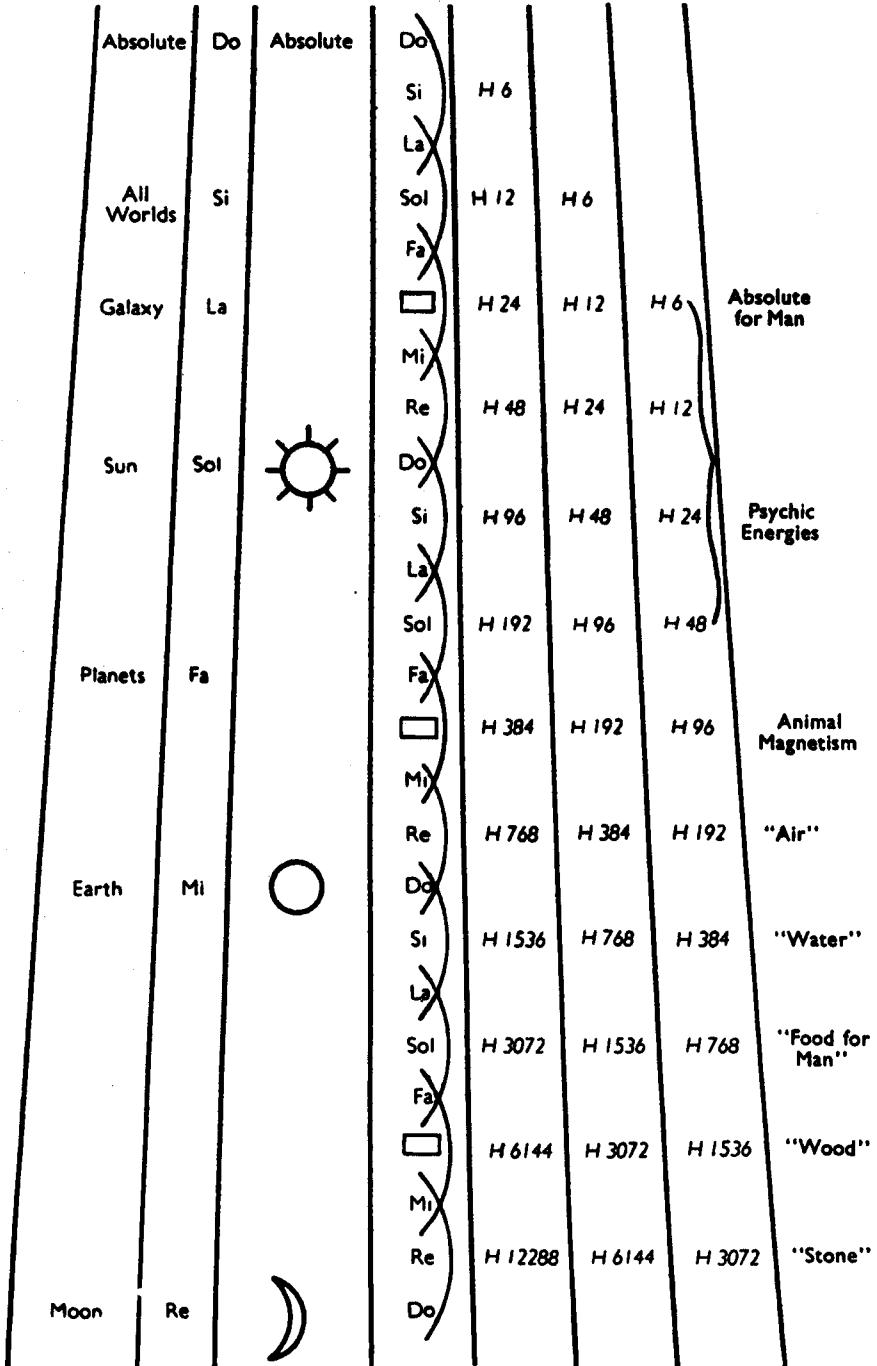 Absolute Do Absolute Do
Si H 6
La
All
Worlds Si Sol H 12 H 6
Fa
Galaxy La H 24 H 12 H 6 Absolute
for Man
Mi
Re H 48 H 24 H 12
Sun Sol Do
Si H 96 H 48 H 24 Psychic
Energies
La
Sol H 192 H 96 H 48
Planets Fa Fa
H 384 H 192 H 96 Animal
Magnetism
Mi
Re H 768 H 384 H 192 "Air"
Earth Mi Do
Si H 1536 H 768 H 384 "Water"
La
Sol H 3072 H 1536 H 768 "Food for
Man"
Fa
H 6144 H 3072 H 1536 "Wood"
Mi
Re H 12288 H 6144 H 3072 "Stone"
Moon Re Do